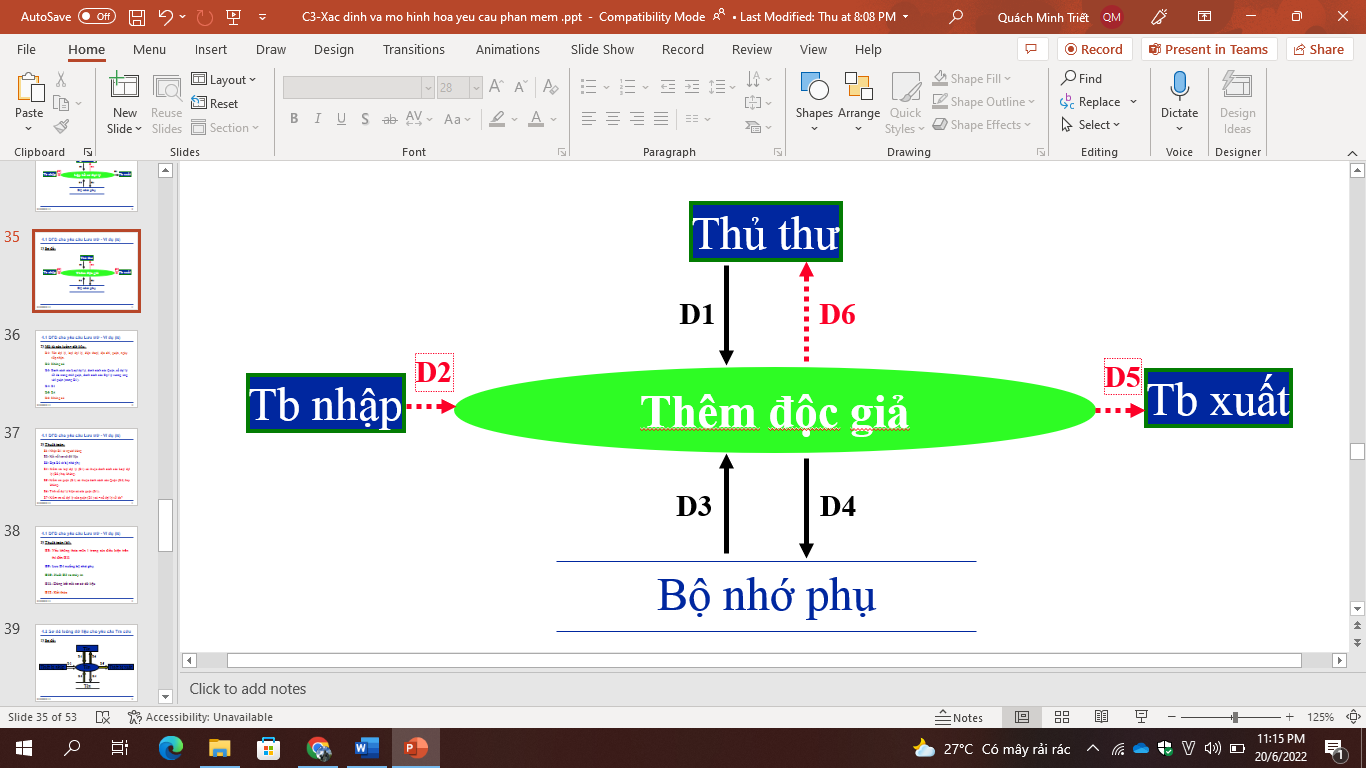 AutoSave Off C3-Xac dinh va mo hinh hoa yeu cau phan mem .ppt - Compatibility Mode • Last Modified: Thu at 8:08 PM Quách Minh Triết QM
File Home Menu Insert Draw Design Transitions Animations Slide Show Record Review View Help Record Present in Teams Share
Paste New Slide Reuse Slides Layout Reset Section 28 Shapes Arrange Quick Styles Shape Fill Shape Outline Shape Effects Find Replace Select Dictate Design Ideas
Clipboard Slides Font Paragraph Drawing Editing Voice Designer
35
36
37
38
39
Thủ thư
D1 D6
D2 D5
Tb nhập Thêm độc giả Tb xuất
D3 D4
Bộ nhớ phụ
Click to add notes
Slide 35 of 53 Accessibility: Unavailable Notes 125%
27°C Có mây rải rác 11:15 PM
20/6/2022